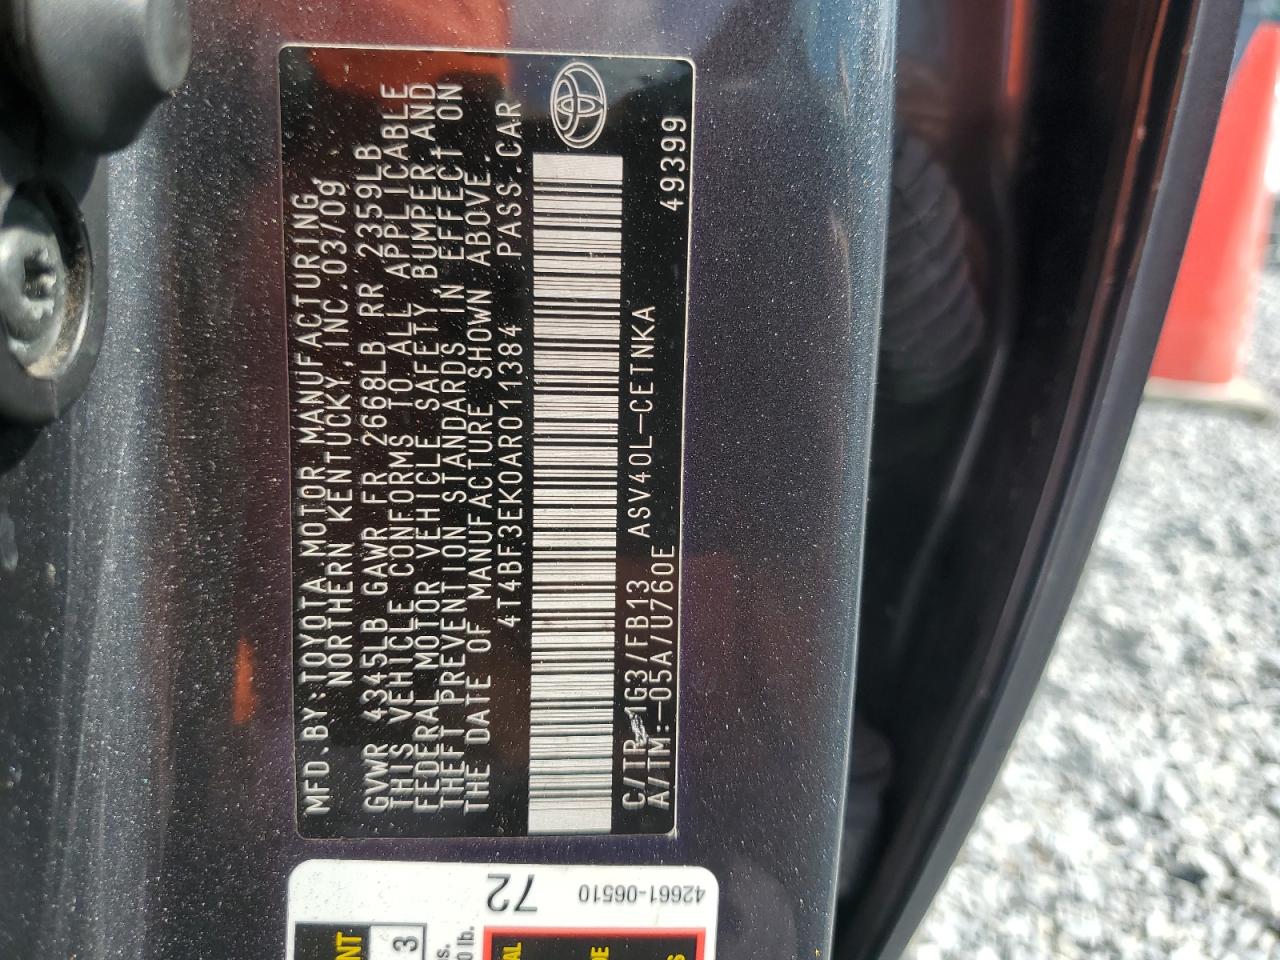 MFD. BY: TOYOTA MOTOR MANUFACTURING,
NORTHERN KENTUCKY, INC. 03/09
GVWR 4345LB GAWR FR 2668LB RR 2359LB
THIS VEHICLE CONFORMS TO ALL APPLICABLE
FEDERAL MOTOR VEHICLE SAFETY BUMPER, AND
THEFT PREVENTION STANDARDS IN EFFECT ON
THE DATE OF MANUFACTURE SHOWN ABOVE.
4T4BF3EK0AR011384 PASS.CAR
C/TR 1G3/FB13 ASV40L-CETNKA 49399
A/TM:-05A/U760E
72
42661-06510
3